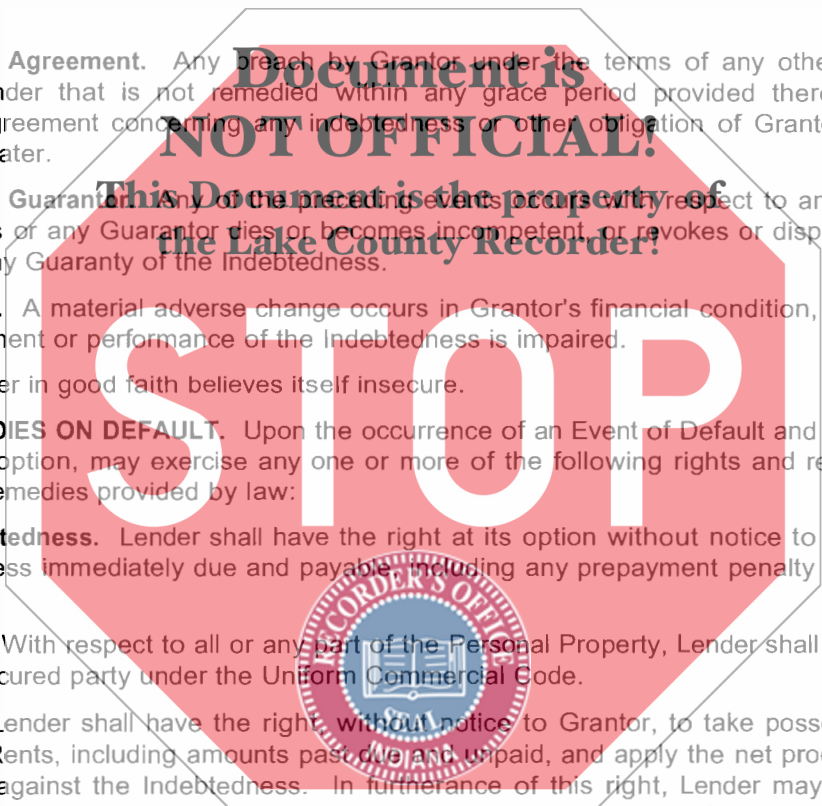 Document is
NOT OFFICIAL!
This Document is the property of
the Lake County Recorder!
STOP
RECORDER'S OFFICE
SEAL
INDIANA
Agreement. Any breach by Grantor under the terms of any othe
nder that is not remedied within any grace period provided there
reement concerning any indebtedness or other obligation of Granto
ater.
Guarantor. Any of the preceding events occurs with respect to an
s or any Guarantor dies or becomes incompetent, or revokes or disp
y Guaranty of the Indebtedness.
. A material adverse change occurs in Grantor's financial condition,
ent or performance of the Indebtedness is impaired.
er in good faith believes itself insecure.
DIES ON DEFAULT. Upon the occurrence of an Event of Default and
option, may exercise any one or more of the following rights and re
emedies provided by law:
tedness. Lender shall have the right at its option without notice to
ess immediately due and payable, including any prepayment penalty
With respect to all or any part of the Personal Property, Lender shall
cured party under the Uniform Commercial Code.
Lender shall have the right, without notice to Grantor, to take posse
Rents, including amounts past due and unpaid, and apply the net proc
against the Indebtedness. In furtherance of this right, Lender may